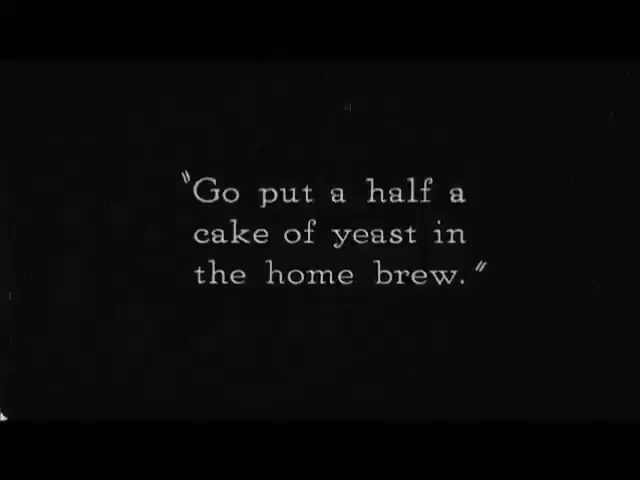 "Go put a half a
cake of yeast in
the home brew."